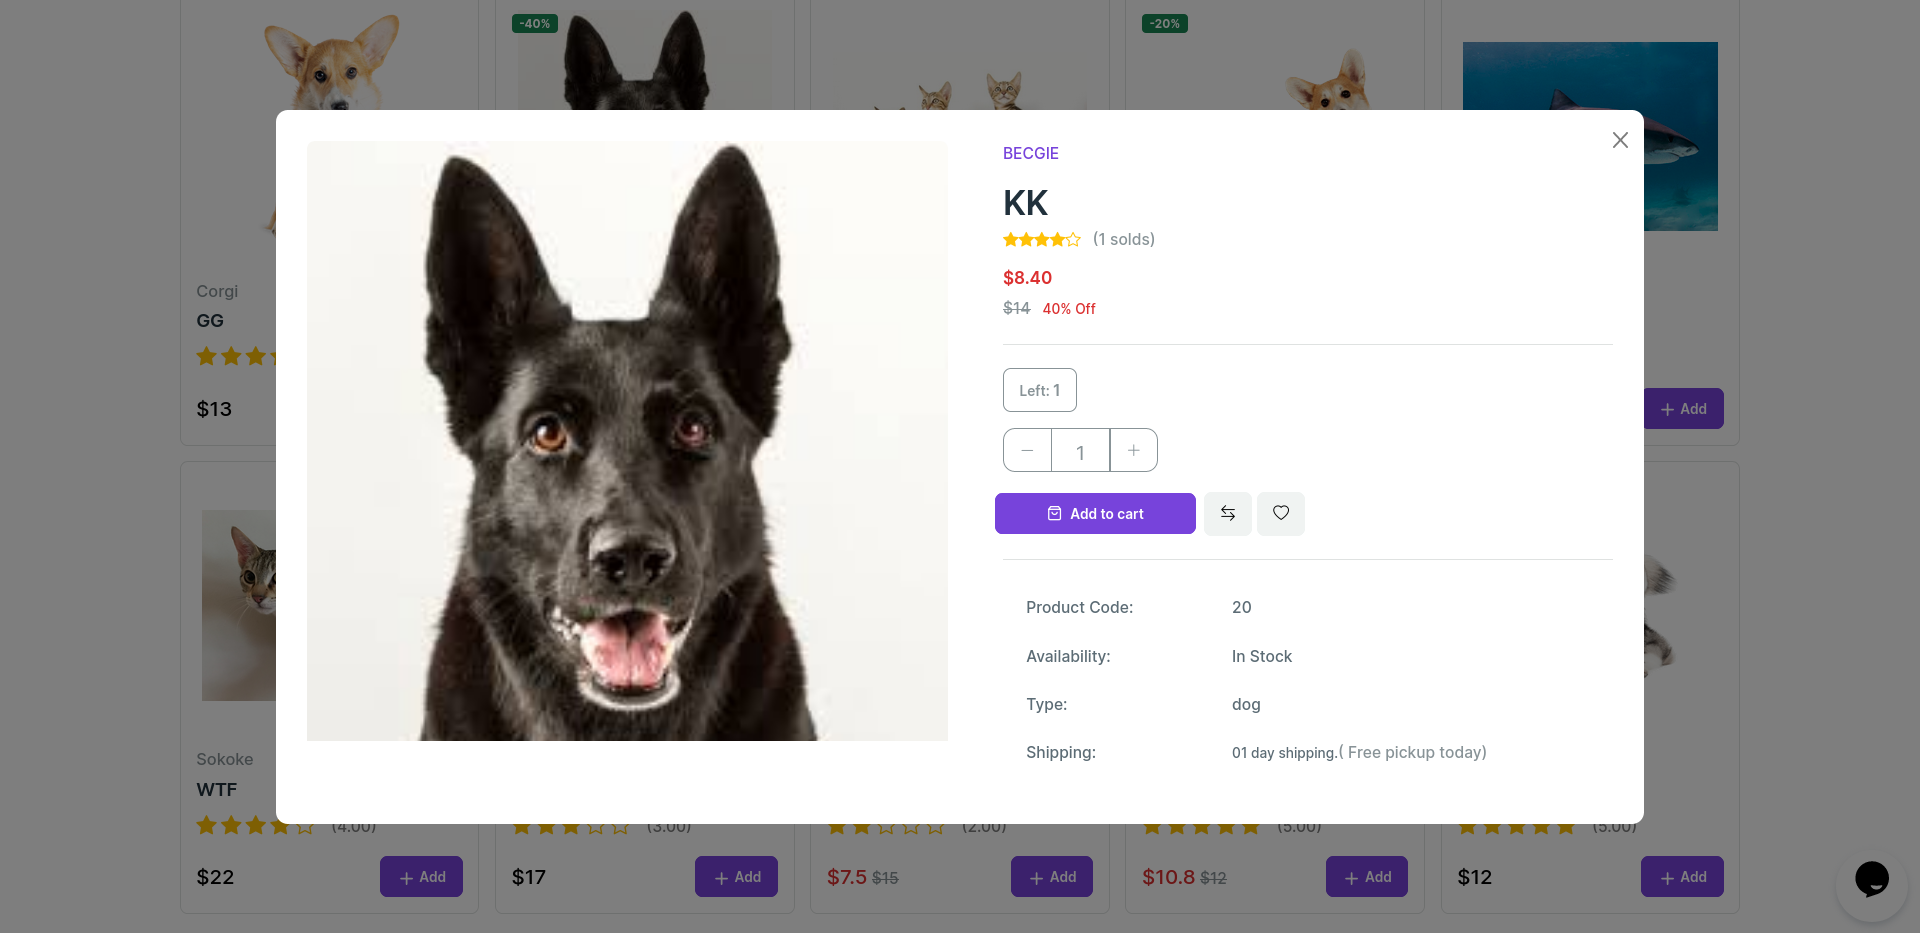 -40%
-20%
BECGIE
KK
(1 solds)
$8.40
$14 40% Off
Left: 1
1
Add to cart
Product Code: 20
Availability: In Stock
Type: dog
Shipping: 01 day shipping.( Free pickup today)
Corgi
GG
$13
Add
Sokoke
WTF
(4.00)
(3.00)
(2.00)
(5.00)
(5.00)
$22 Add
$17 Add
$7.5 $15 Add
$10.8 $12 Add
$12 Add